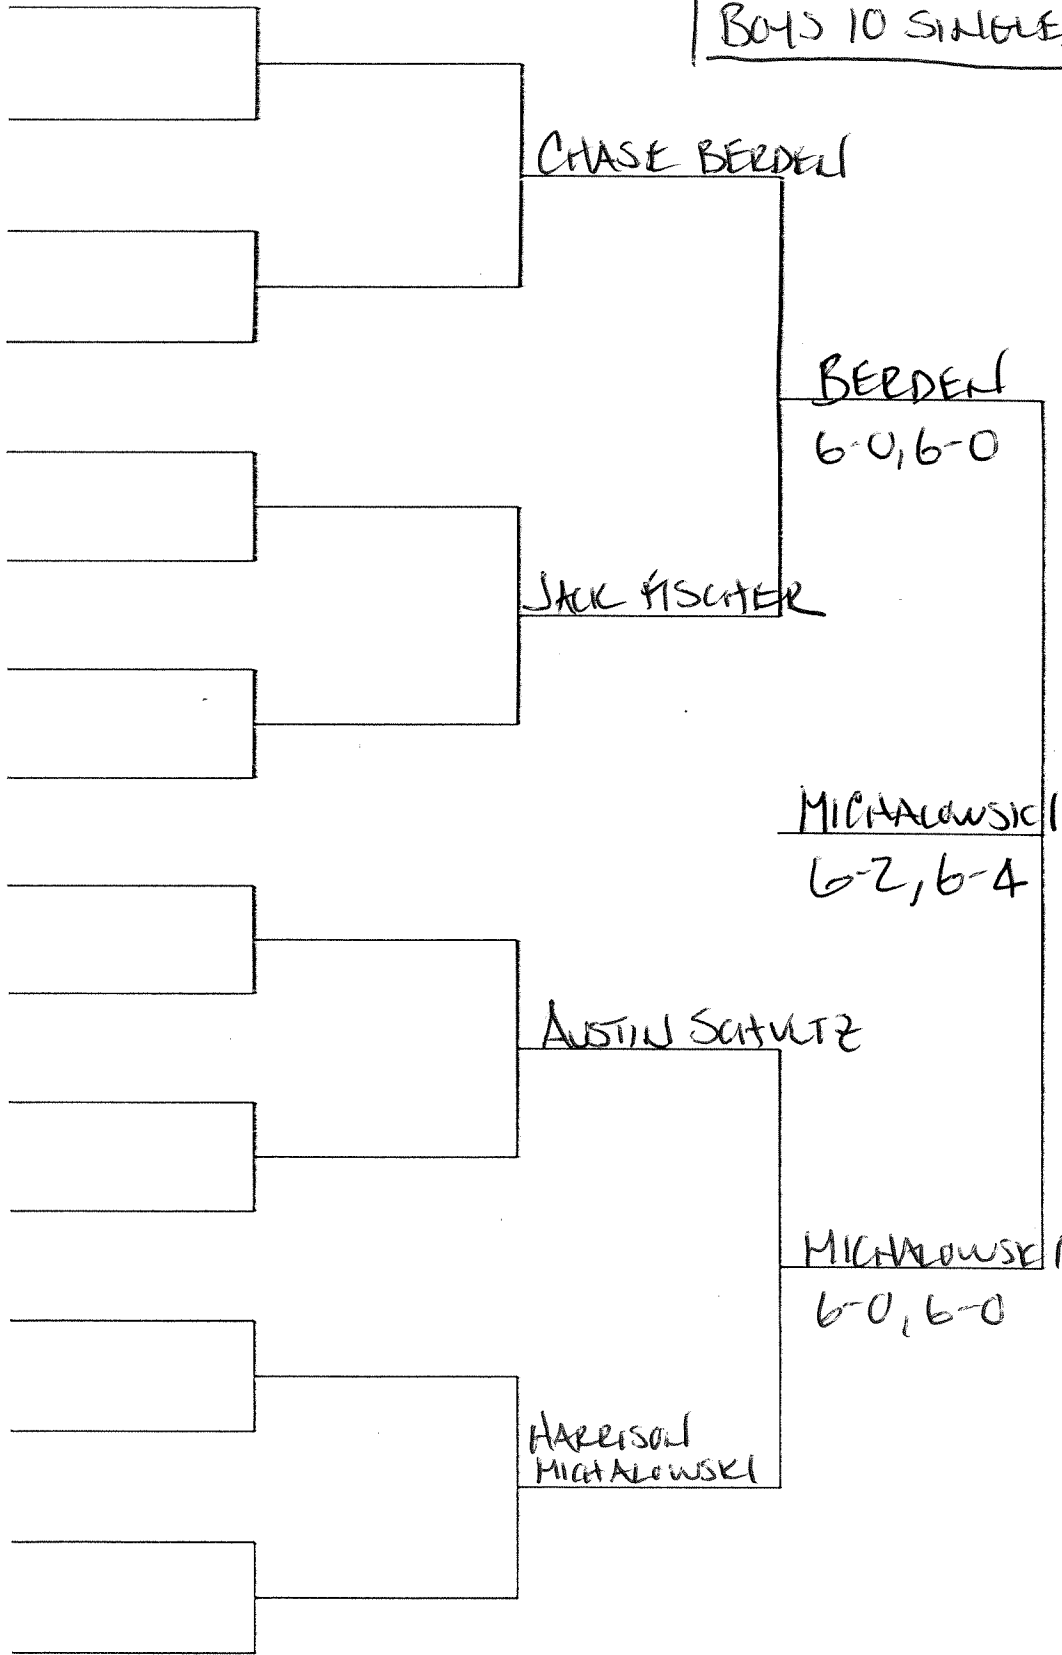 BOYS 10 SINGLE
CHASE BERDEN
BERDEN
6-0, 6-0
JACK FISCHER
MICHALOWSKI
6-2, 6-4
AUSTIN SCHULTZ
MICHALOWSKI
6-0, 6-0
HARRISON
MICHALOWSKI